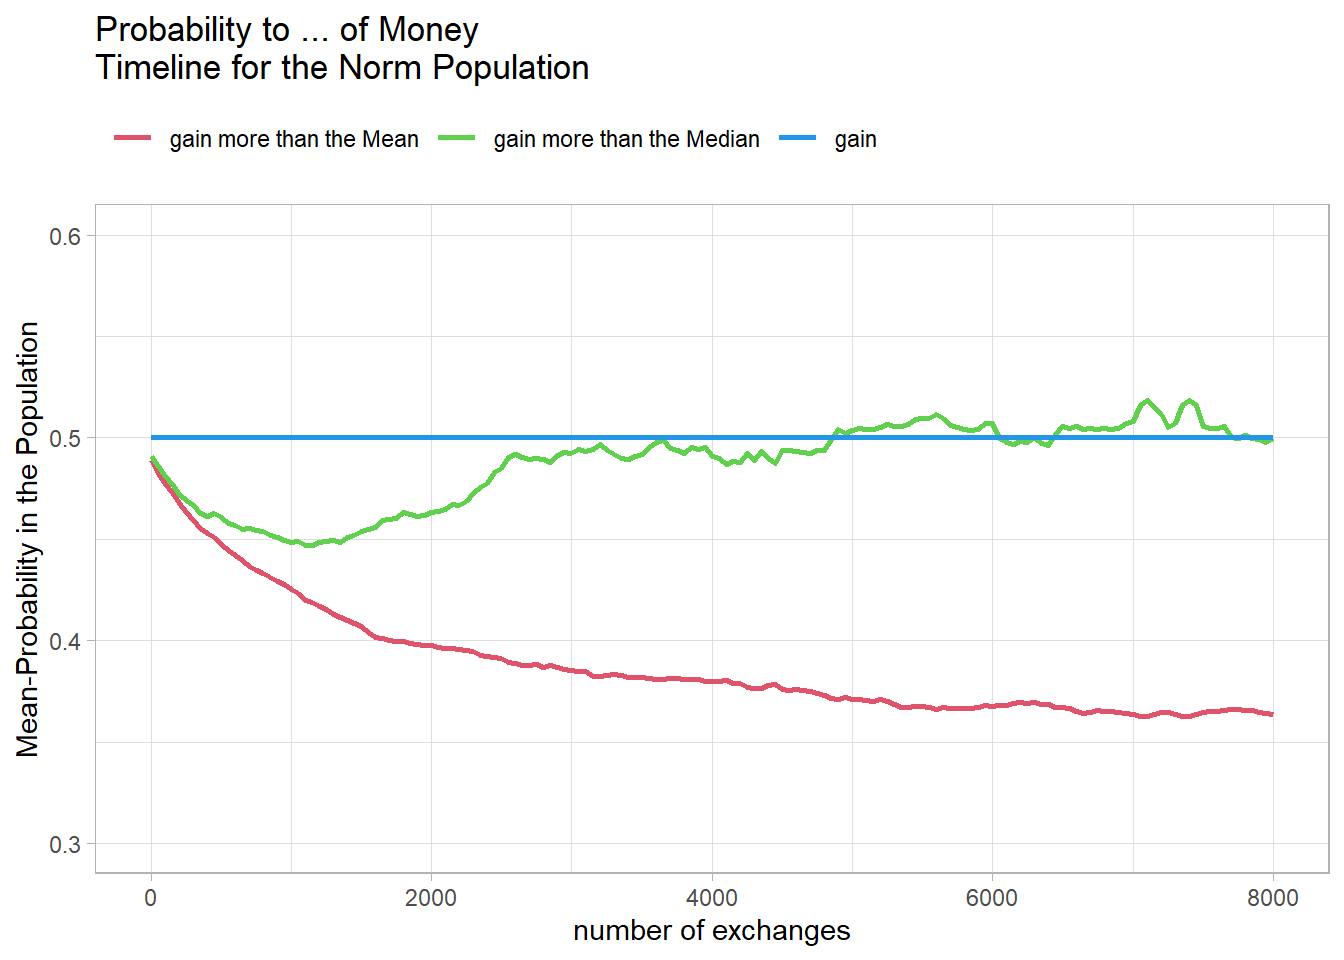 Probability to ... of Money
Timeline for the Norm Population
gain more than the Mean
gain more than the Median
gain
Mean-Probability in the Population
0.6
0.5
0.4
0.3
0
2000
4000
6000
8000
number of exchanges